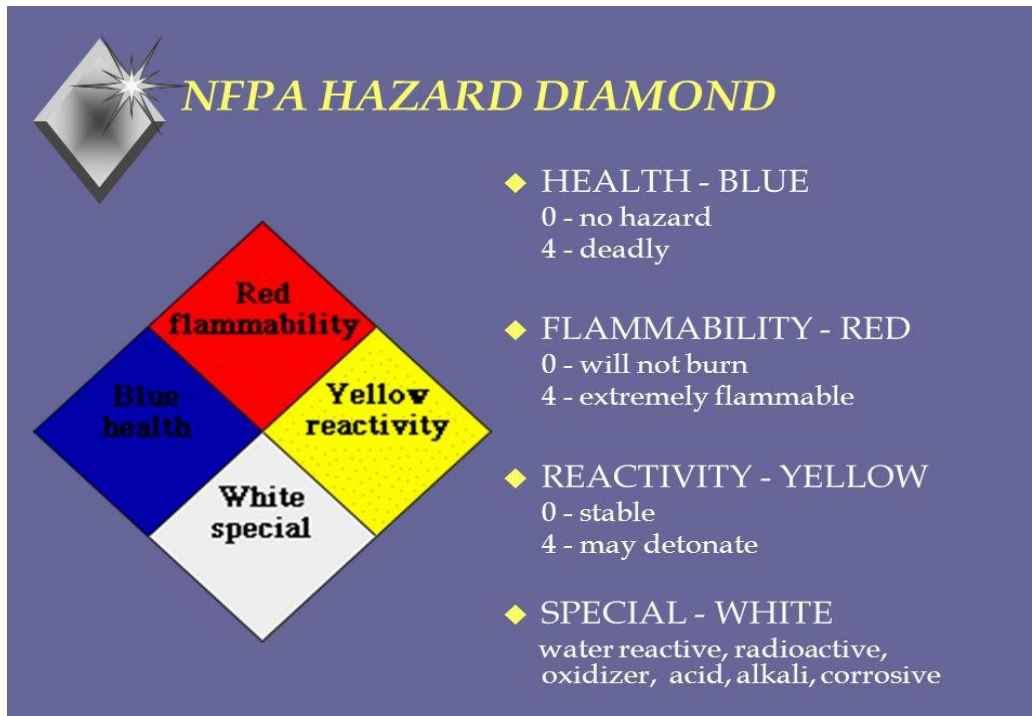 NFPA HAZARD DIAMOND
Red
flammability
Blue
health
Yellow
reactivity
White
special
HEALTH - BLUE
0 - no hazard
4 - deadly
FLAMMABILITY - RED
0 - will not burn
4 - extremely flammable
REACTIVITY - YELLOW
0 - stable
4 - may detonate
SPECIAL - WHITE
water reactive, radioactive,
oxidizer, acid, alkali, corrosive